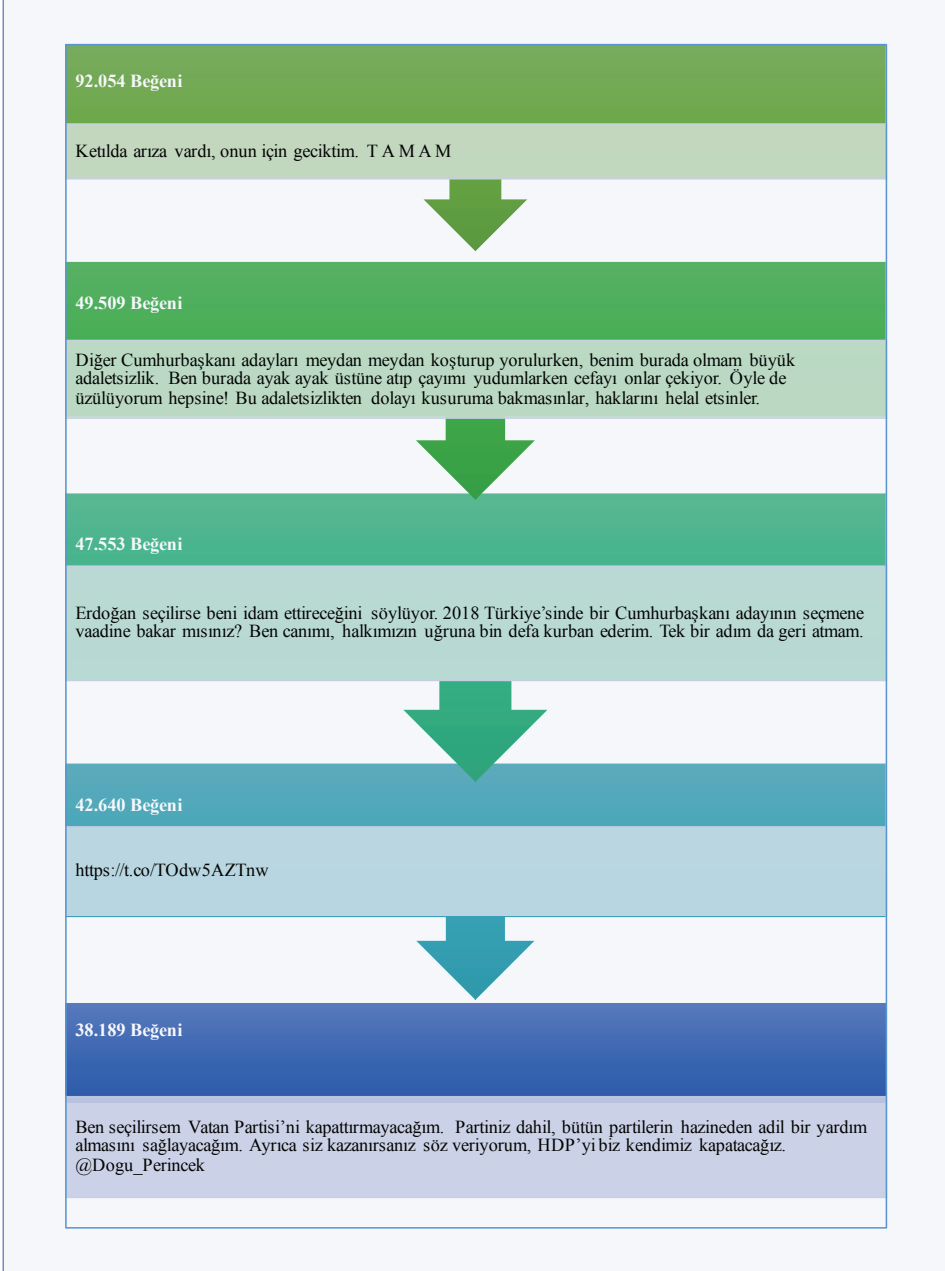 92.054 Beğeni
Ketılda arıza vardı, onun için geciktim. T A M A M
49.509 Beğeni
Diğer Cumhurbaşkanı adayları meydan meydan koşturup yorulurken, benim burada olmam büyük
adaletsizlik. Ben burada ayak ayak üstüne atıp çayımı yudumlarken cefayı onlar çekiyor. Öyle de
üzülüyorum hepsine! Bu adaletsizlikten dolayı kusuruma bakmasınlar, haklarını helal etsinler.
47.553 Beğeni
Erdoğan seçilirse beni idam ettireceğini söylüyor. 2018 Türkiye’sinde bir Cumhurbaşkanı adayının seçmene
vaadine bakar mısınız? Ben canımı, halkımızın uğruna bin defa kurban ederim. Tek bir adım da geri atmam.
42.640 Beğeni
https://t.co/TOdw5AZTnw
38.189 Beğeni
Ben seçilirsem Vatan Partisi’ni kapattırmayacağım. Partiniz dahil, bütün partilerin hazineden adil bir yardım
almasını sağlayacağım. Ayrıca siz kazanırsanız söz veriyorum, HDP’yi biz kendimiz kapatacağız.
@Dogu_Perincek